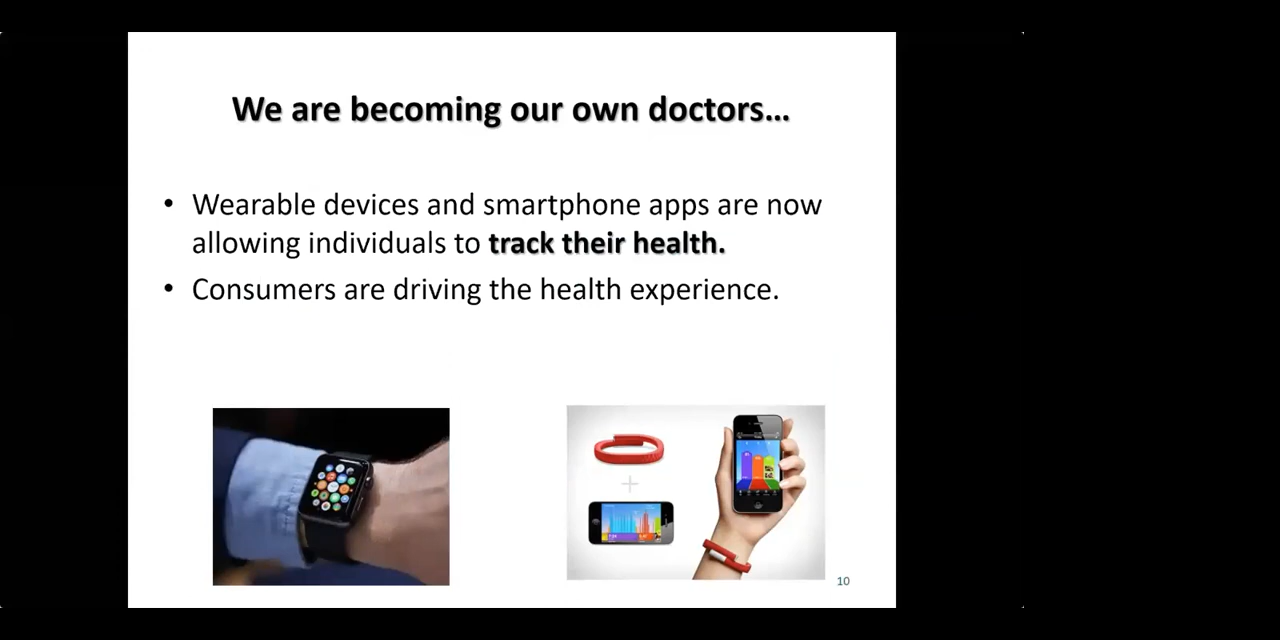 We are becoming our own doctors...
• Wearable devices and smartphone apps are now
allowing individuals to track their health.
• Consumers are driving the health experience.
10